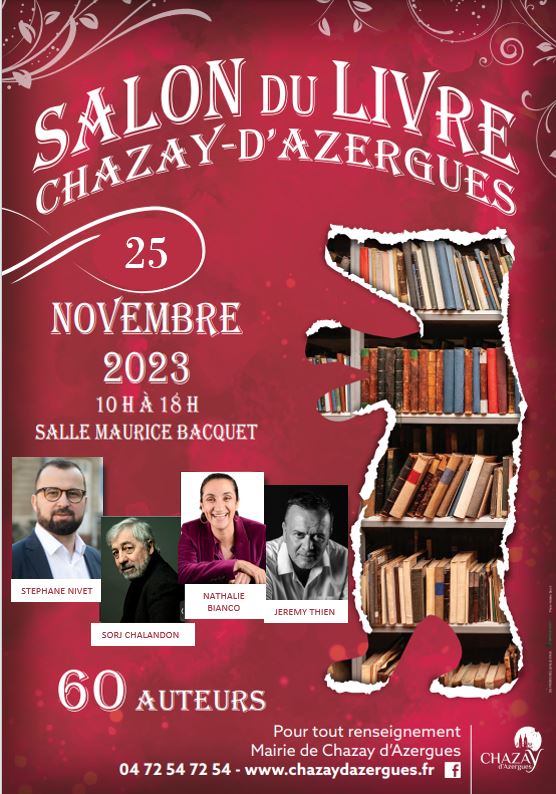 SALON DU LIVRE
CHAZAY-D'AZERGUES
25
NOVEMBRE
2023
10 H À 18 H
SALLE MAURICE BACQUET
STEPHANE NIVET
SORJ CHALANDON
NATHALIE
BIANCO
JEREMY THIEN
60 AUTEURS
Pour tout renseignement
Mairie de Chazay d'Azergues
04 72 54 72 54 - www.chazaydazergues.fr f
CHAZAY
d'Azergues